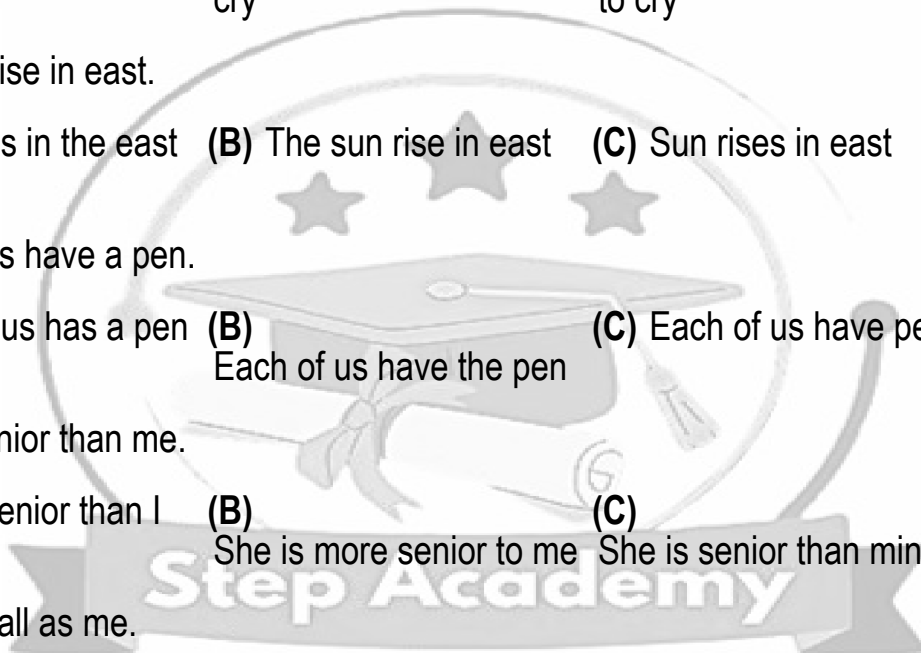 cry to cry
ise in east.
s in the east (B) The sun rise in east (C) Sun rises in east
s have a pen.
us has a pen (B) (C) Each of us have pe
Each of us have the pen
nior than me.
enior than I (B) (C)
She is more senior to me She is senior than min
Step Academy
all as me.